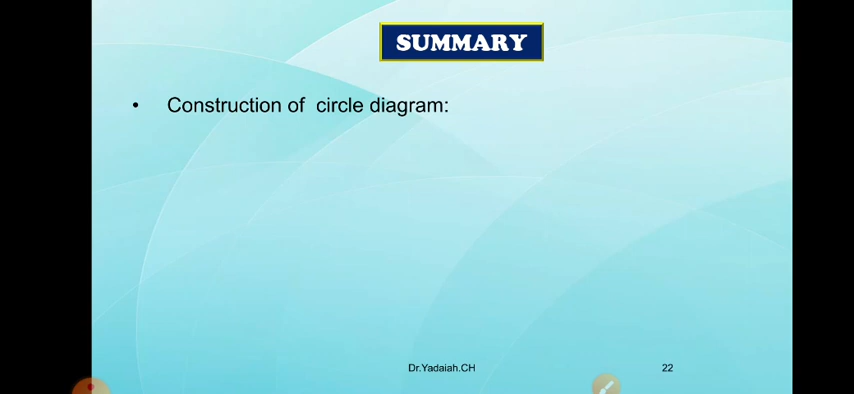 SUMMARY
• Construction of circle diagram:
Dr.Yadaiah.CH 22